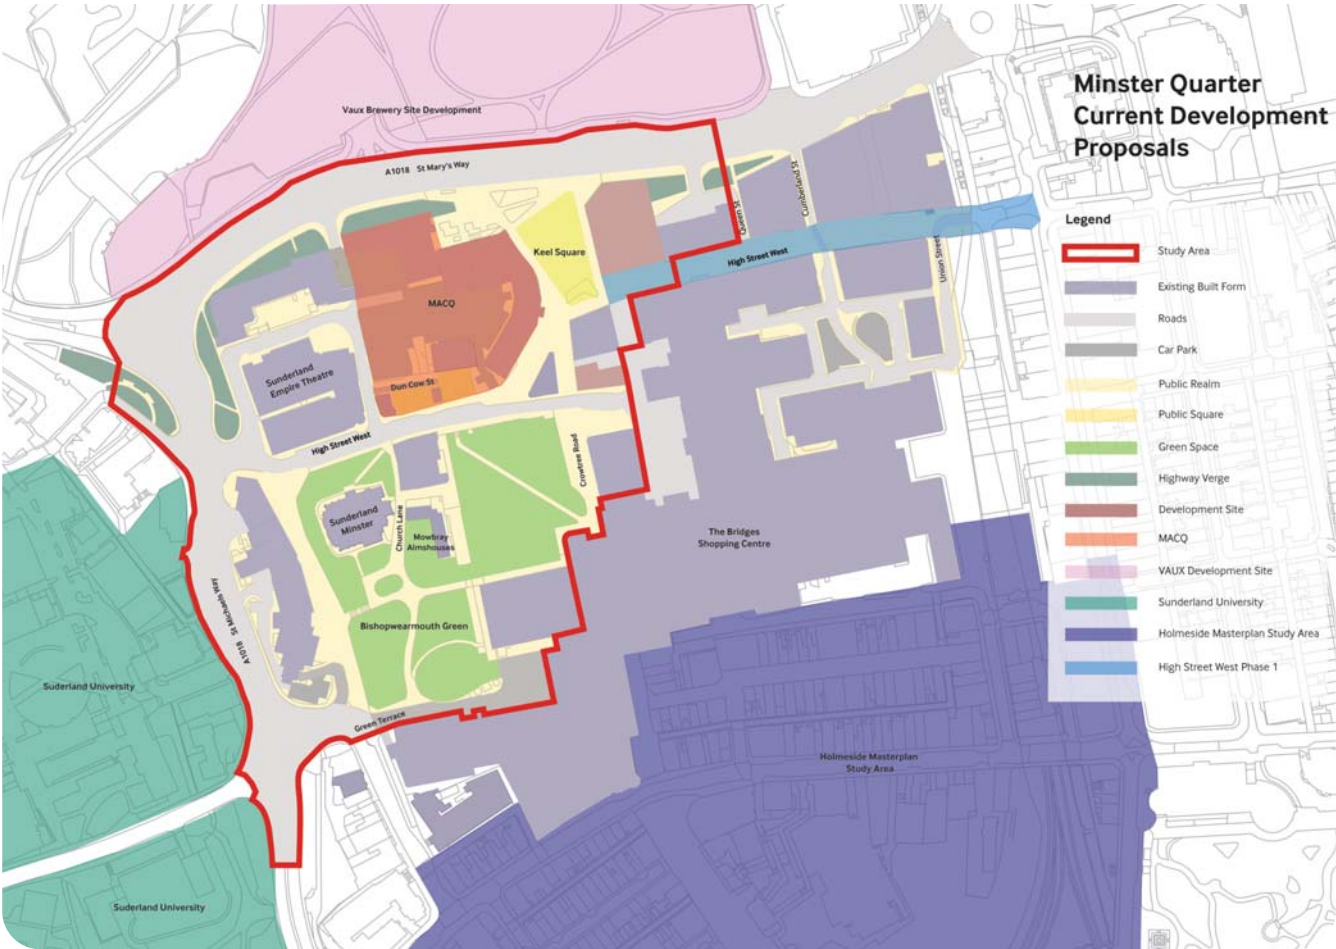 Minster Quarter
Current Development
Proposals
Legend
Study Area
Existing Built Form
Roads
Car Park
Public Realm
Public Square
Green Space
Highway Verge
Development Site
MACQ
VAUX Development Site
Sunderland University
Holmeside Masterplan Study Area
High Street West Phase 1
Vaux Brewery Site Development
A1018 St Mary's Way
Queen St
Cumberland St
Union Street
High Street West
Keel Square
MACQ
Dun Cow St
Sunderland
Empire Theatre
High Street West
Crowtree Road
Sunderland
Minster
Church Lane
Mowbray
Almshouses
The Bridges
Shopping Centre
A1018 St Michaels Way
Bishopwearmouth Green
Green Terrace
Suderland University
Holmeside Masterplan
Study Area
Suderland University